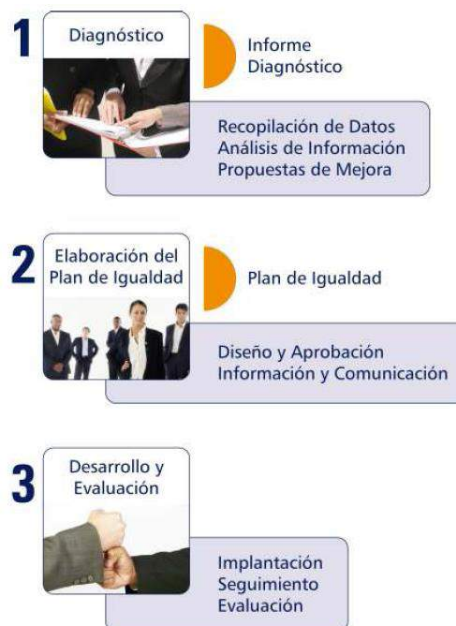 1
Diagnóstico
Informe
Diagnóstico
Recopilación de Datos
Análisis de Información
Propuestas de Mejora
2
Elaboración del
Plan de Igualdad
Plan de Igualdad
Diseño y Aprobación
Información y Comunicación
3
Desarrollo y
Evaluación
Implantación
Seguimiento
Evaluación